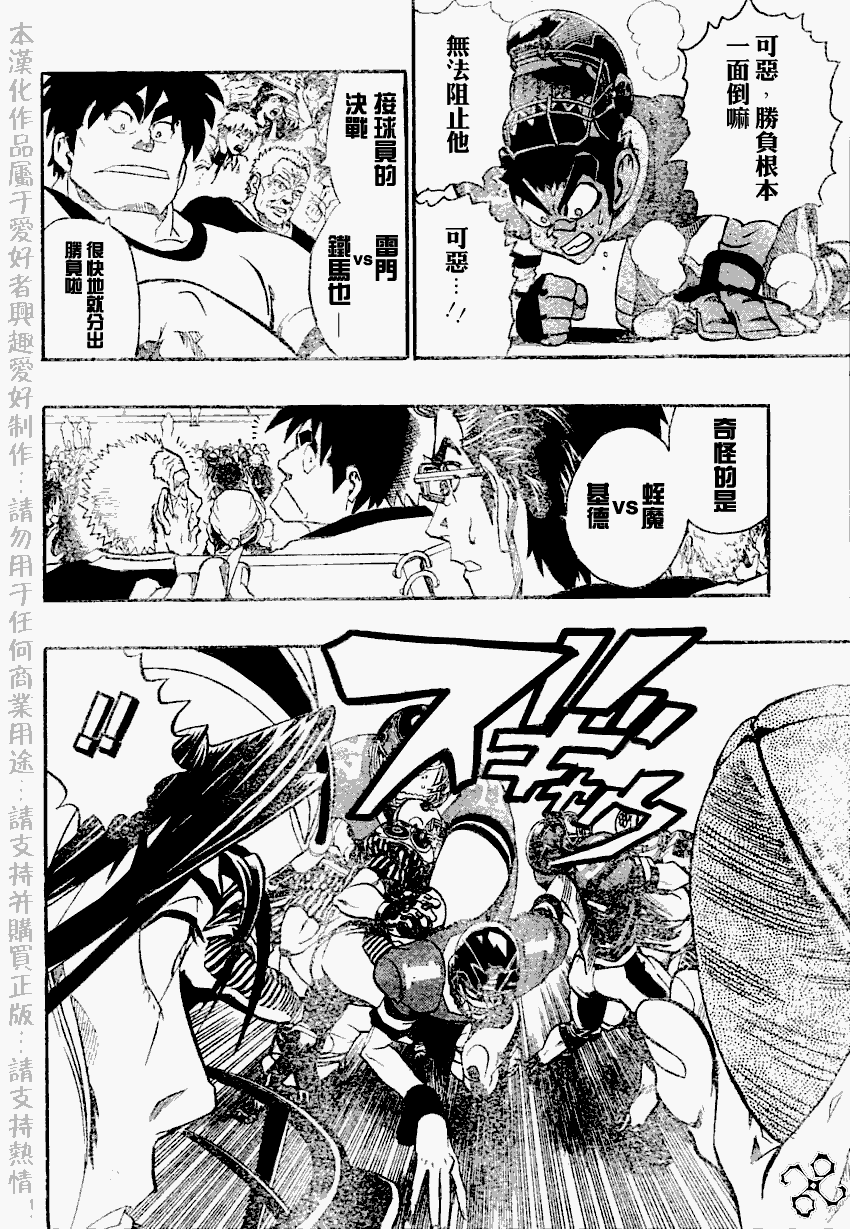 可惡，勝負根本
一面倒嘛
無法阻止他
可惡…!!
接球員的
決戰
雷門
vs
鐵馬也—
很快地就分出
勝負啦
奇怪的是
蛭魔
vs
基德
!!
ブギャウ
本漢化作品屬于愛好者興趣愛好制作…請勿用于任何商業用途…請支持并購買正版…請支持熱情!